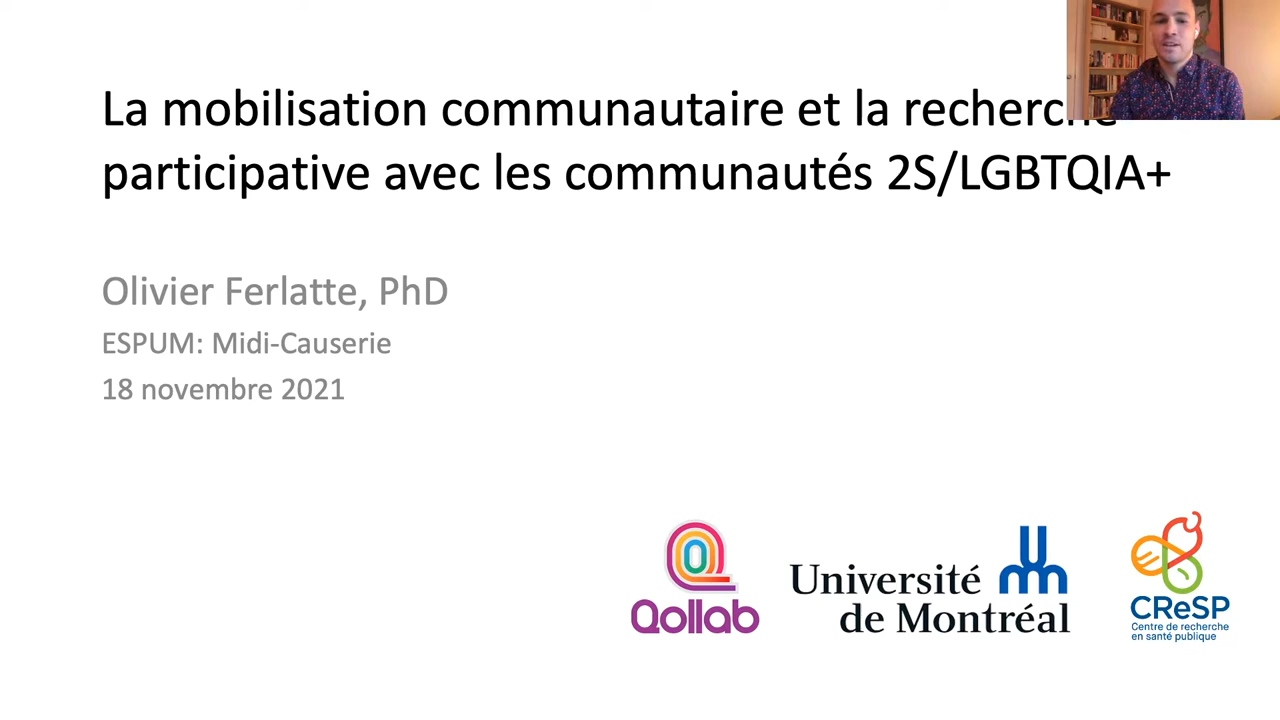 La mobilisation communautaire et la recherche
participative avec les communautés 2S/LGBTQIA+
Olivier Ferlatte, PhD
ESPUM: Midi-Causerie
18 novembre 2021
Qollab
Université
de Montréal
CReSP
Centre de recherche
en santé publique